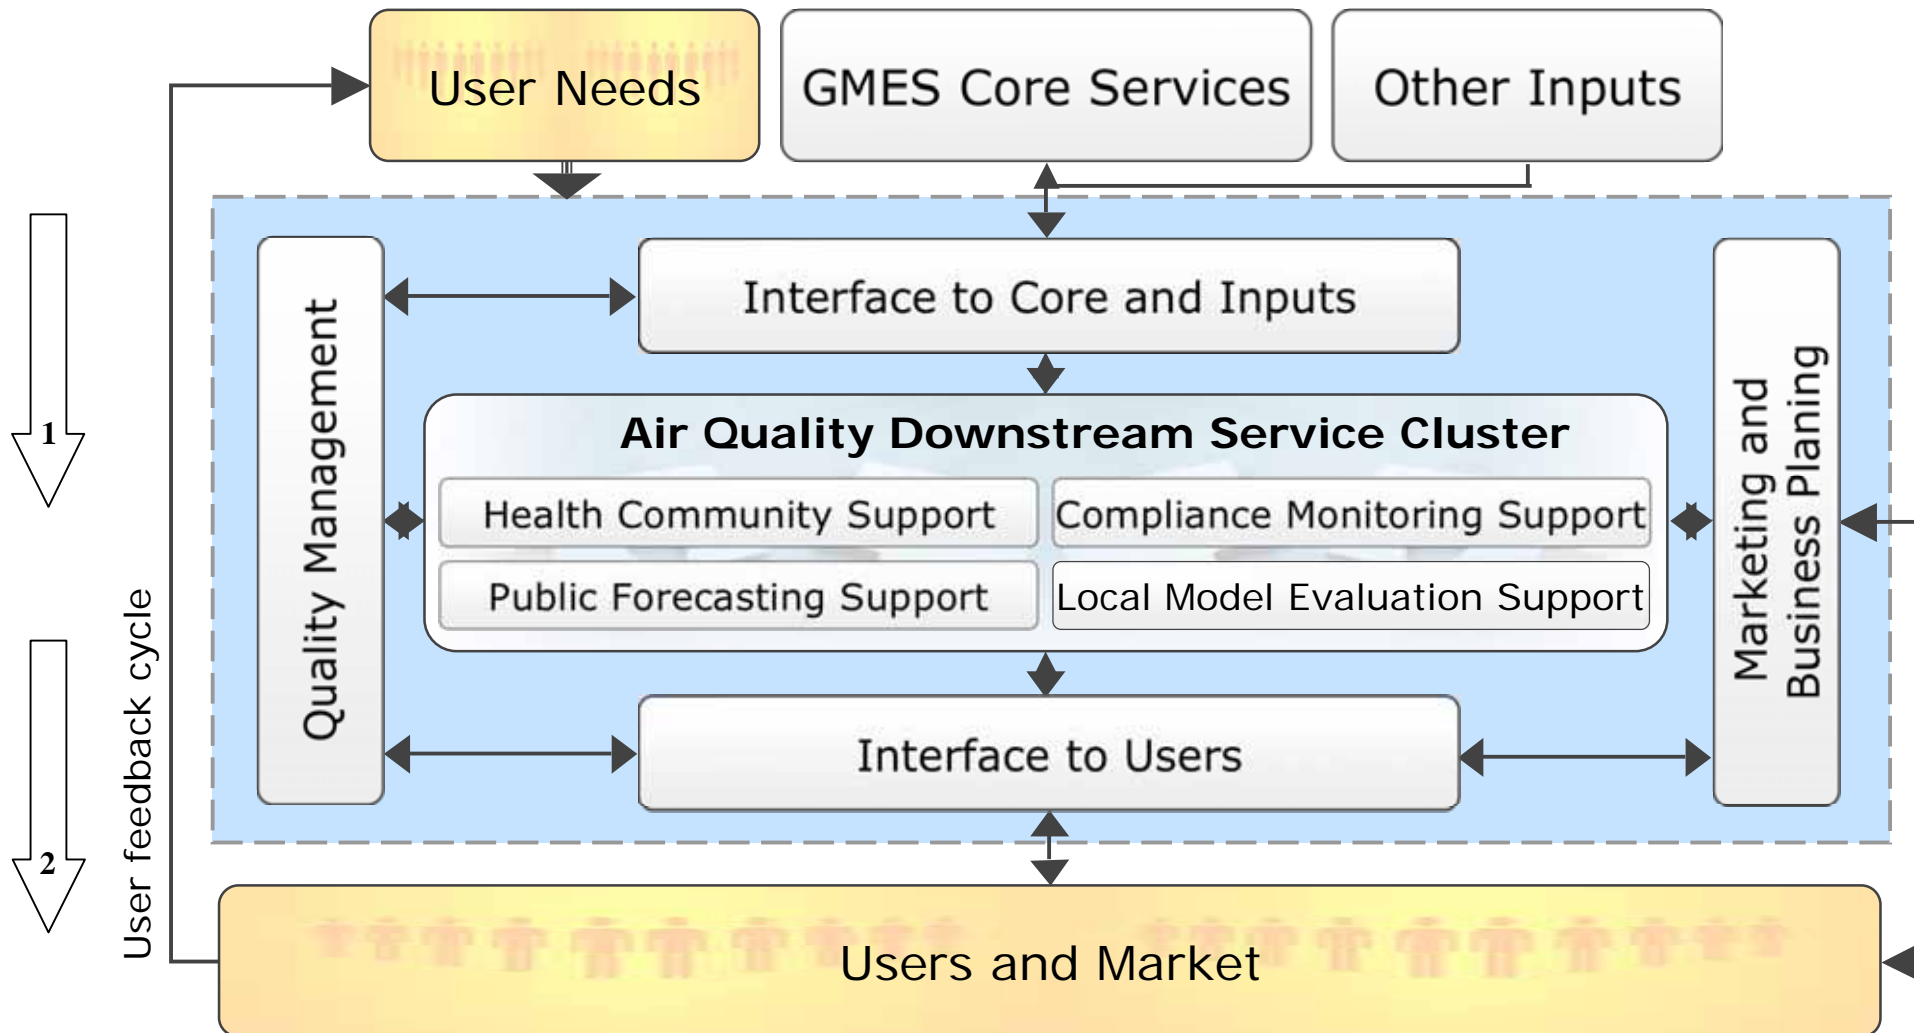 User Needs
GMES Core Services
Other Inputs
Interface to Core and Inputs
Quality Management
Marketing and
Business Planing
Air Quality Downstream Service Cluster
Health Community Support
Compliance Monitoring Support
Public Forecasting Support
Local Model Evaluation Support
Interface to Users
Users and Market
User feedback cycle
1
2